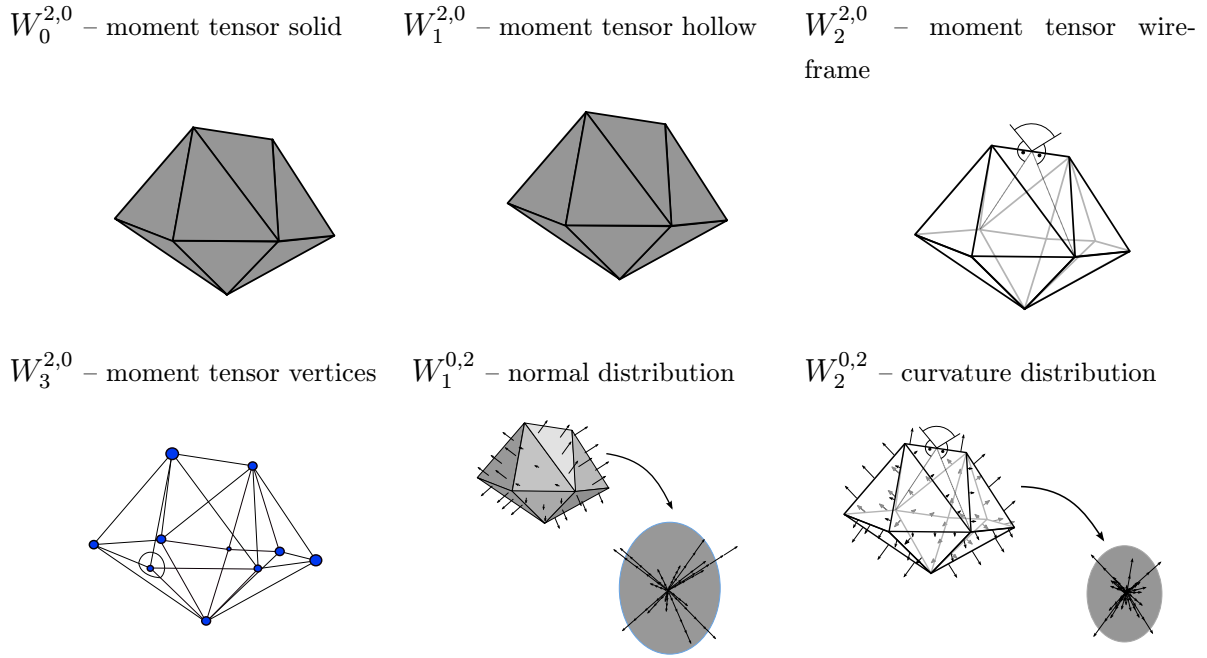 W_0^{2,0} – moment tensor solid
W_1^{2,0} – moment tensor hollow
W_2^{2,0} – moment tensor wire-
frame
W_3^{2,0} – moment tensor vertices
W_1^{0,2} – normal distribution
W_2^{0,2} – curvature distribution